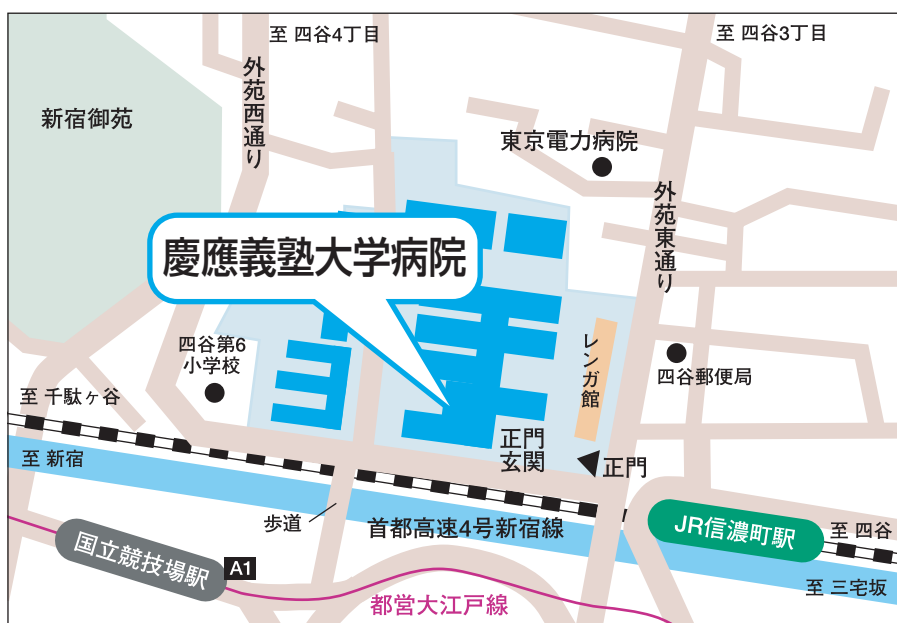 至 四谷4丁目
至 四谷3丁目
外苑西通り
新宿御苑
東京電力病院
外苑東通り
慶應義塾大学病院
レンガ館
四谷第6
小学校
四谷郵便局
至 千駄ヶ谷
正門
玄関
正門
至 新宿
歩道
首都高速4号新宿線
JR信濃町駅
至 四谷
国立競技場駅
A1
至 三宅坂
都営大江戸線